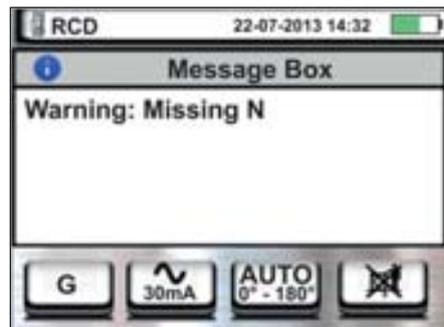 RCD 22-07-2013 14:32
Message Box
Warning: Missing N
G
30mA
AUTO
0° - 180°